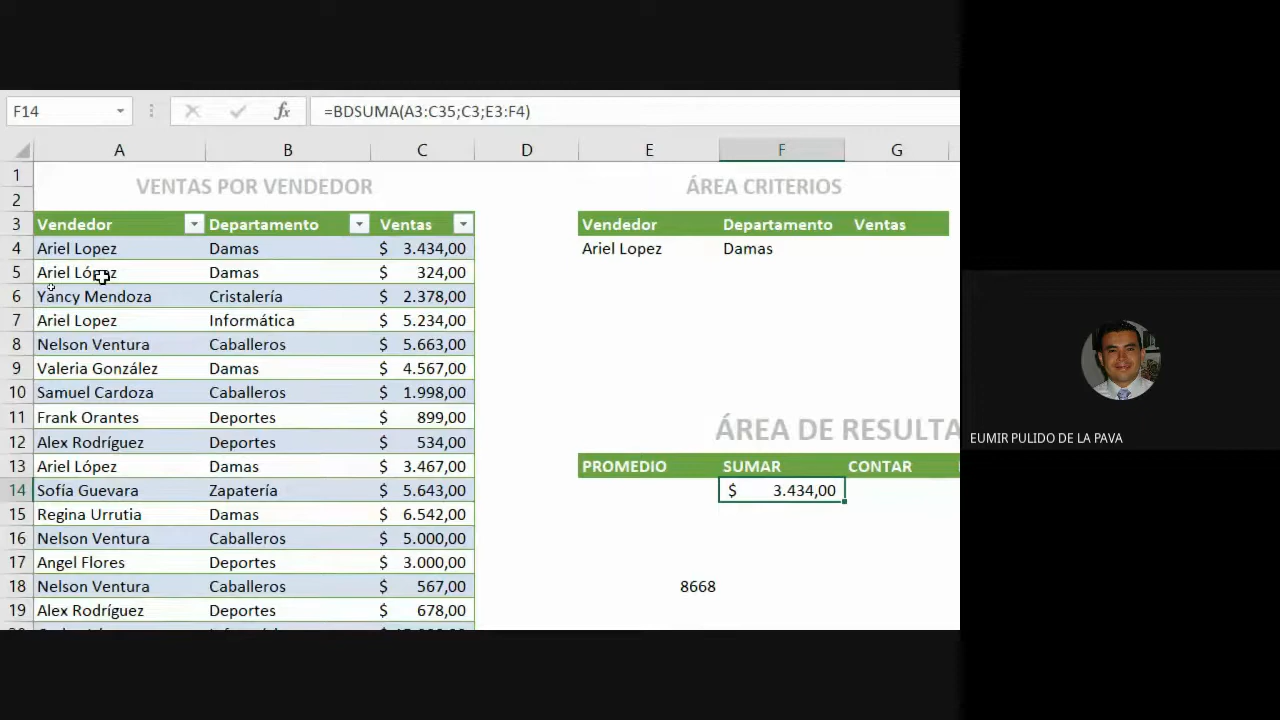 F14 fx =BDSUMA(A3:C35;C3;E3:F4)
A B C D E F G
1 VENTAS POR VENDEDOR ÁREA CRITERIOS
2
3 Vendedor Departamento Ventas Vendedor Departamento Ventas
4 Ariel Lopez Damas $ 3.434,00 Ariel Lopez Damas
5 Ariel López Damas $ 324,00
6 Yancy Mendoza Cristalería $ 2.378,00
7 Ariel Lopez Informática $ 5.234,00
8 Nelson Ventura Caballeros $ 5.663,00
9 Valeria González Damas $ 4.567,00
10 Samuel Cardoza Caballeros $ 1.998,00
11 Frank Orantes Deportes $ 899,00
ÁREA DE RESULTA
12 Alex Rodríguez Deportes $ 534,00
13 Ariel López Damas $ 3.467,00 PROMEDIO SUMAR CONTAR
14 Sofía Guevara Zapatería $ 5.643,00 $ 3.434,00
15 Regina Urrutia Damas $ 6.542,00
16 Nelson Ventura Caballeros $ 5.000,00
17 Angel Flores Deportes $ 3.000,00
18 Nelson Ventura Caballeros $ 567,00 8668
19 Alex Rodríguez Deportes $ 678,00
EUMIR PULIDO DE LA PAVA